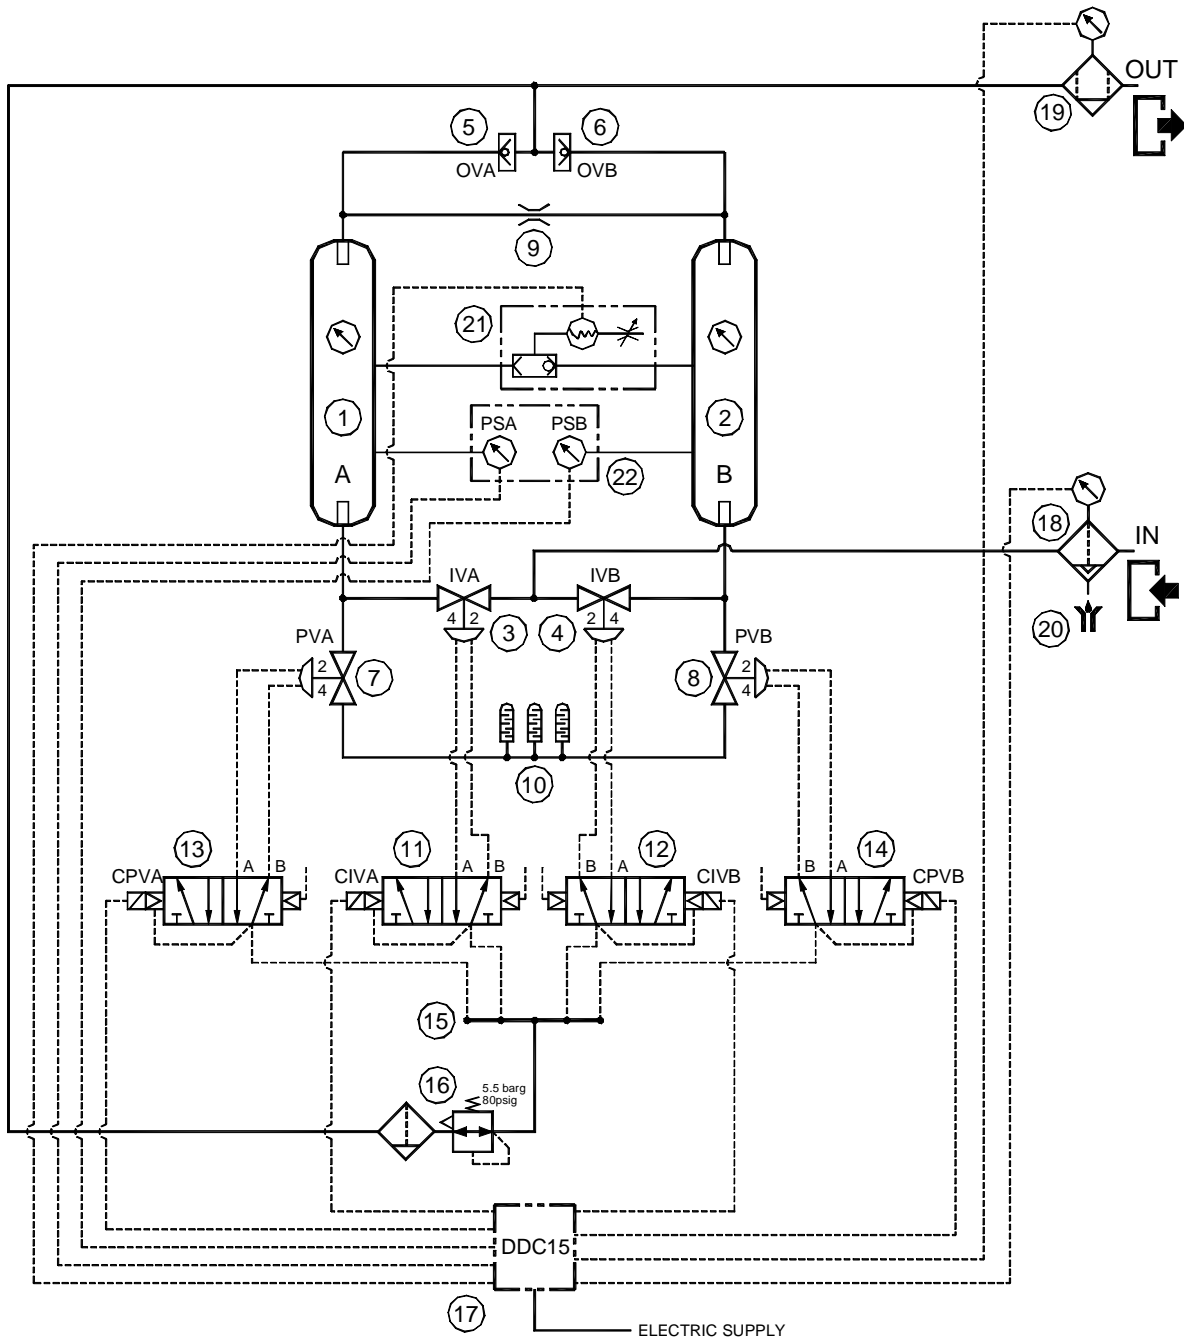 OUT
19
5
6
OVA
OVB
9
21
1
2
PSA
PSB
A
B
22
18
IN
IVA
IVB
4
2
2
4
3
4
20
PVA
PVB
2
4
7
8
2
4
10
13
11
12
14
A
B
A
B
B
A
B
A
CPVA
CIVA
CIVB
CPVB
15
16
5.5 barg
80psig
DDC15
17
ELECTRIC SUPPLY